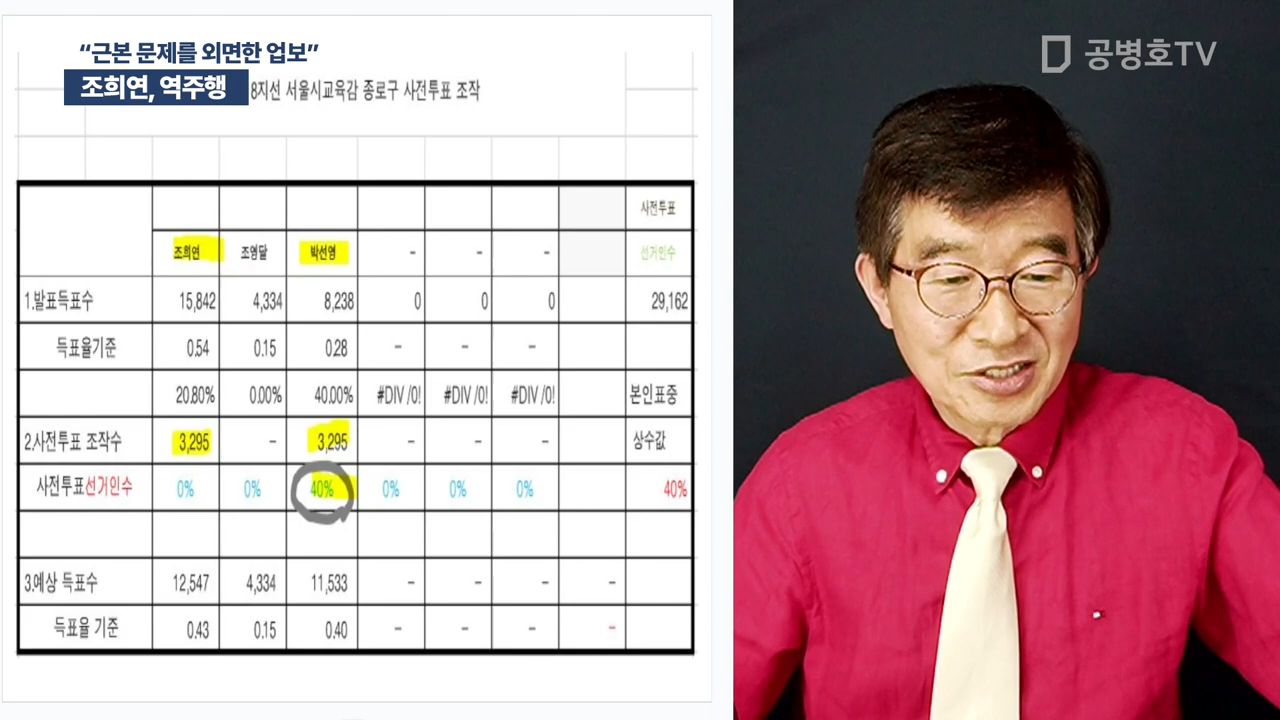 “근본 문제를 외면한 업보”
조희연, 역주행
8지선 서울시교육감 종로구 사전투표 조작
공병호TV
사전투표
조희연 조영달 박선영 - - - 선거인수
1.발표득표수 15,842 4,334 8,238 0 0 0 29,162
득표율기준 0.54 0.15 0.28 - - -
20.80% 0.00% 40.00% #DIV/0! #DIV/0! #DIV/0! 본인표중
2.사전투표 조작수 3,295 - 3,295 - - - 상수값
사전투표선거인수 0% 0% 40% 0% 0% 0% 40%
3.예상 득표수 12,547 4,334 11,533 - - - -
득표율 기준 0.43 0.15 0.40 - - - -